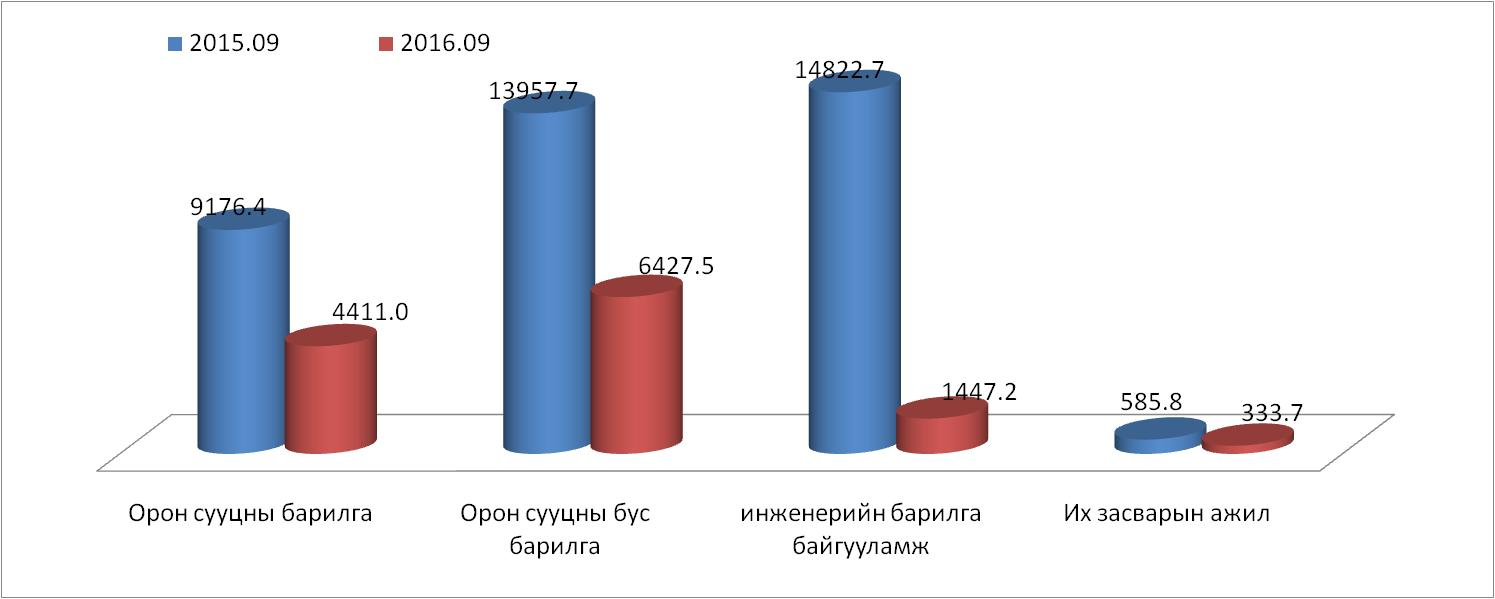 2015.09
2016.09
9176.4
4411.0
13957.7
6427.5
14822.7
1447.2
585.8
333.7
Орон сууцны барилга
Орон сууцны бус
барилга
инженерийн барилга
байгууламж
Их засварын ажил